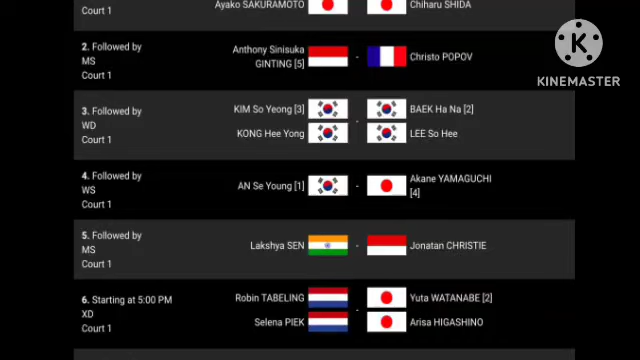 Ayako SAKURAMOTO Chiharu SHIDA
Court 1
2. Followed by
MS
Court 1
Anthony Sinisuka
GINTING [5]
-
Christo POPOV
K
KINEMASTER
3. Followed by
WD
Court 1
KIM So Yeong [3]
KONG Hee Yong
-
BAEK Ha Na [2]
LEE So Hee
4. Followed by
WS
Court 1
AN Se Young [1]
-
Akane YAMAGUCHI
[4]
5. Followed by
MS
Court 1
Lakshya SEN
-
Jonatan CHRISTIE
6. Starting at 5:00 PM
XD
Court 1
Robin TABELING
Selena PIEK
-
Yuta WATANABE [2]
Arisa HIGASHINO